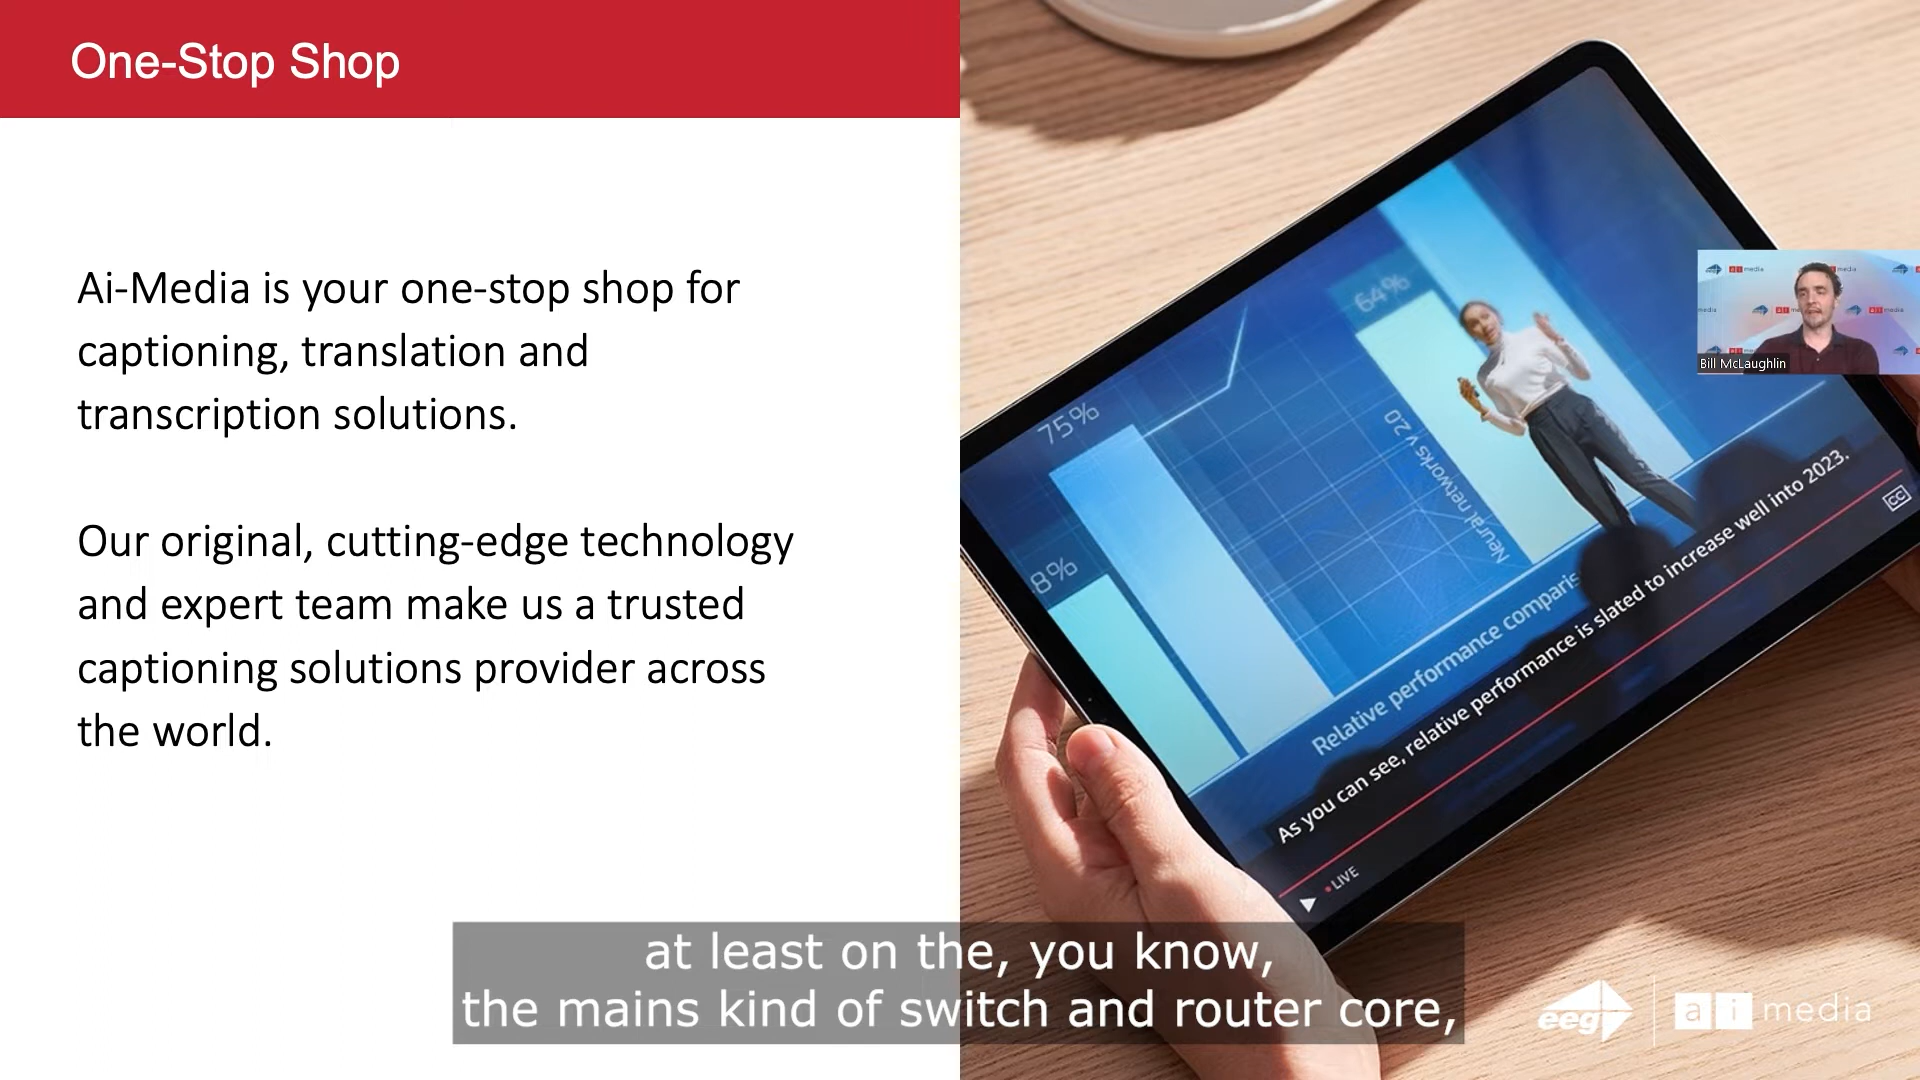 One-Stop Shop
Ai-Media is your one-stop shop for
captioning, translation and
transcription solutions.
Our original, cutting-edge technology
and expert team make us a trusted
captioning solutions provider across
the world.
64%
75%
8%
Neural networks v 2.0
Relative performance comparis
As you can see, relative performance is slated to increase well into 2023.
CC
LIVE
Bill McLaughlin
at least on the, you know,
the mains kind of switch and router core,
eeg
ai media